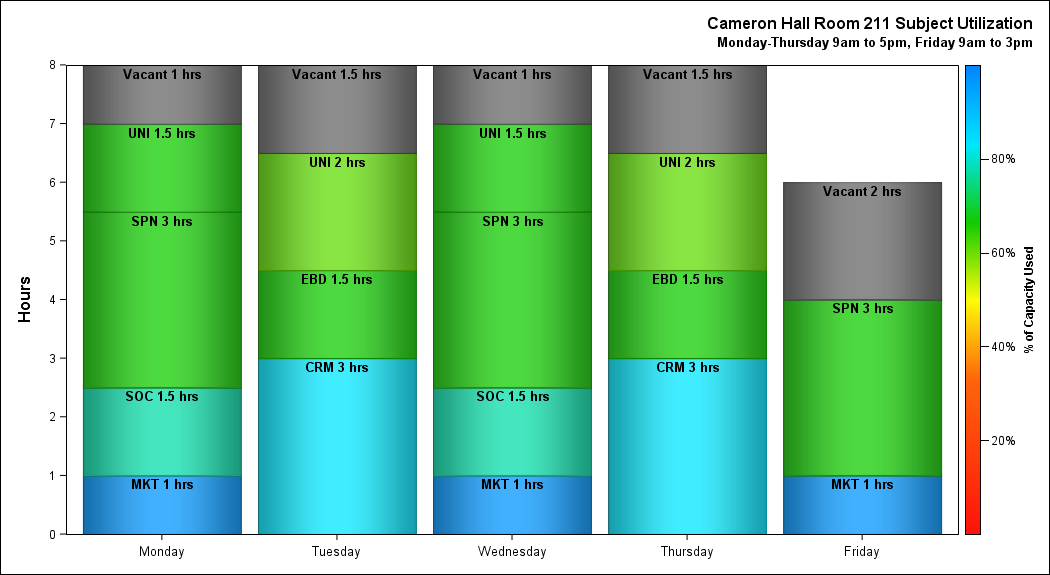 Cameron Hall Room 211 Subject Utilization
Monday-Thursday 9am to 5pm, Friday 9am to 3pm
Hours
8
7
6
5
4
3
2
1
0
Vacant 1 hrs
UNI 1.5 hrs
SPN 3 hrs
SOC 1.5 hrs
MKT 1 hrs
Monday
Vacant 1.5 hrs
UNI 2 hrs
EBD 1.5 hrs
CRM 3 hrs
Tuesday
Vacant 1 hrs
UNI 1.5 hrs
SPN 3 hrs
SOC 1.5 hrs
MKT 1 hrs
Wednesday
Vacant 1.5 hrs
UNI 2 hrs
EBD 1.5 hrs
CRM 3 hrs
Thursday
Vacant 2 hrs
SPN 3 hrs
MKT 1 hrs
Friday
80%
60%
40%
20%
% of Capacity Used